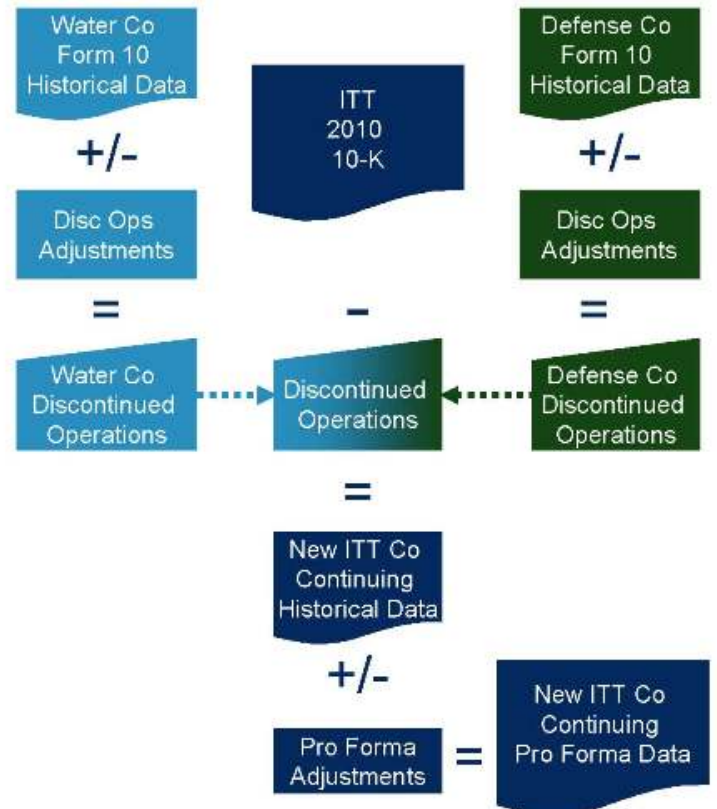 Water Co
Form 10
Historical Data
+/-
Disc Ops
Adjustments
=
Water Co
Discontinued
Operations
ITT
2010
10-K
-
Discontinued
Operations
Defense Co
Form 10
Historical Data
+/-
Disc Ops
Adjustments
=
Defense Co
Discontinued
Operations
=
New ITT Co
Continuing
Historical Data
+/-
Pro Forma
Adjustments
=
New ITT Co
Continuing
Pro Forma Data